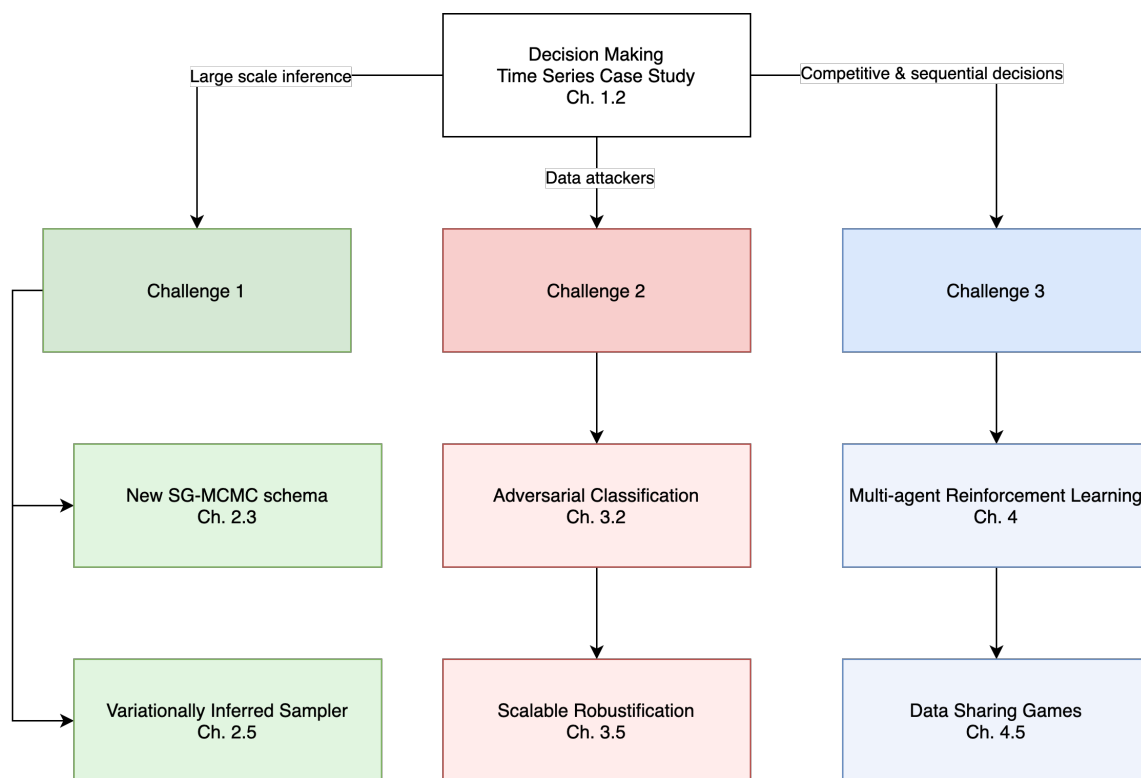 Decision Making
Time Series Case Study
Ch. 1.2
Large scale inference
Competitive & sequential decisions
Data attackers
Challenge 1
Challenge 2
Challenge 3
New SG-MCMC schema
Ch. 2.3
Adversarial Classification
Ch. 3.2
Multi-agent Reinforcement Learning
Ch. 4
Variationally Inferred Sampler
Ch. 2.5
Scalable Robustification
Ch. 3.5
Data Sharing Games
Ch. 4.5